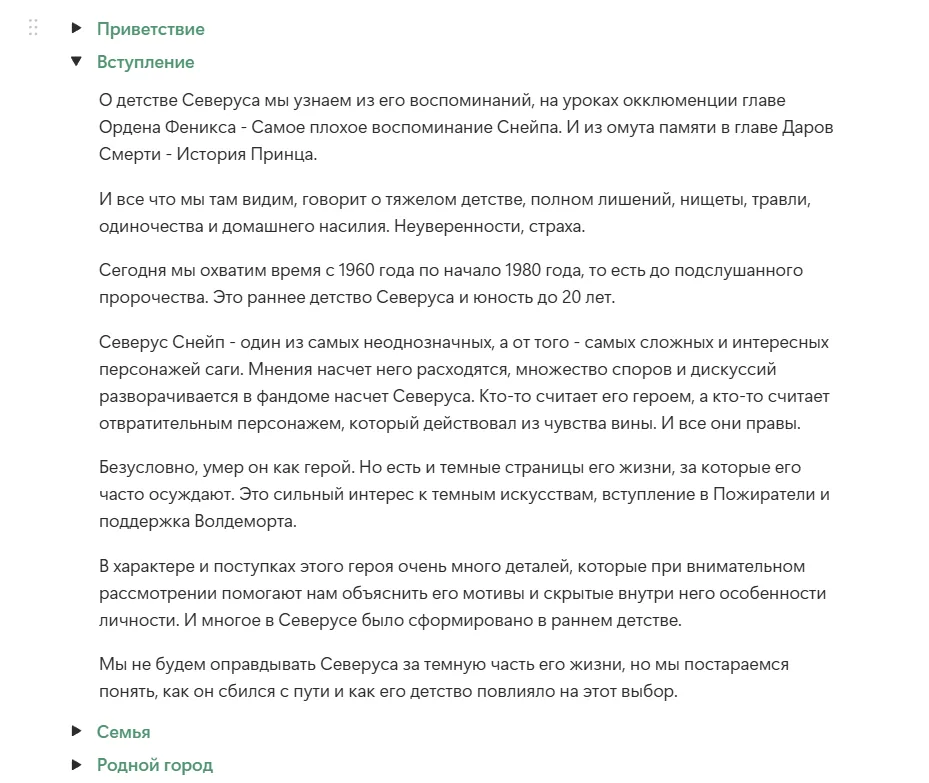 Приветствие
Вступление
О детстве Северуса мы узнаем из его воспоминаний, на уроках окклюменции главе
Ордена Феникса - Самое плохое воспоминание Снейпа. И из омута памяти в главе Даров
Смерти - История Принца.
И все что мы там видим, говорит о тяжелом детстве, полном лишений, нищеты, травли,
одиночества и домашнего насилия. Неуверенности, страха.
Сегодня мы охватим время с 1960 года по начало 1980 года, то есть до подслушанного
пророчества. Это раннее детство Северуса и юность до 20 лет.
Северус Снейп - один из самых неоднозначных, а от того - самых сложных и интересных
персонажей саги. Мнения насчет него расходятся, множество споров и дискуссий
разворачивается в фандоме насчет Северуса. Кто-то считает его героем, а кто-то считает
отвратительным персонажем, который действовал из чувства вины. И все они правы.
Безусловно, умер он как герой. Но есть и темные страницы его жизни, за которые его
часто осуждают. Это сильный интерес к темным искусствам, вступление в Пожиратели и
поддержка Волдеморта.
В характере и поступках этого героя очень много деталей, которые при внимательном
рассмотрении помогают нам объяснить его мотивы и скрытые внутри него особенности
личности. И многое в Северусе было сформировано в раннем детстве.
Мы не будем оправдывать Северуса за темную часть его жизни, но мы постараемся
понять, как он сбился с пути и как его детство повлияло на этот выбор.
Семья
Родной город